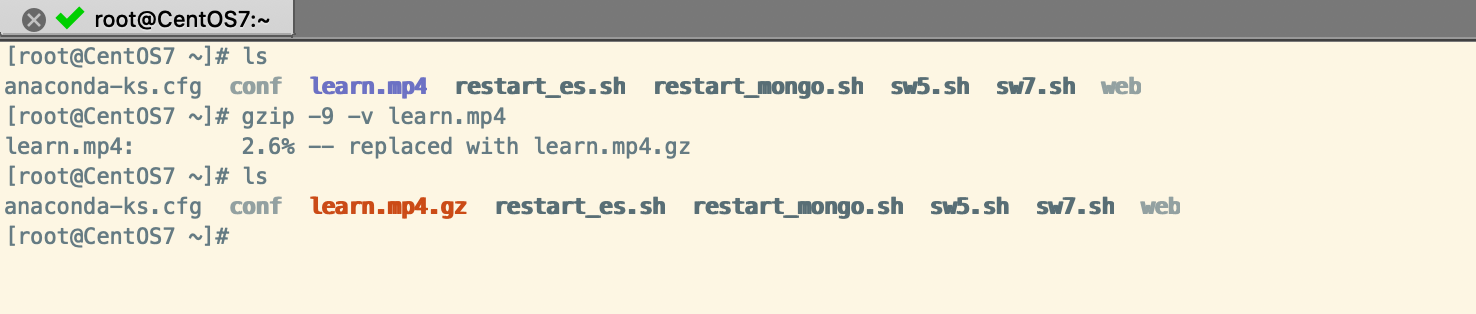 root@CentOS7:~
[root@CentOS7 ~]# ls
anaconda-ks.cfg  conf  learn.mp4  restart_es.sh  restart_mongo.sh  sw5.sh  sw7.sh  web
[root@CentOS7 ~]# gzip -9 -v learn.mp4
learn.mp4:        2.6% -- replaced with learn.mp4.gz
[root@CentOS7 ~]# ls
anaconda-ks.cfg  conf  learn.mp4.gz  restart_es.sh  restart_mongo.sh  sw5.sh  sw7.sh  web
[root@CentOS7 ~]#